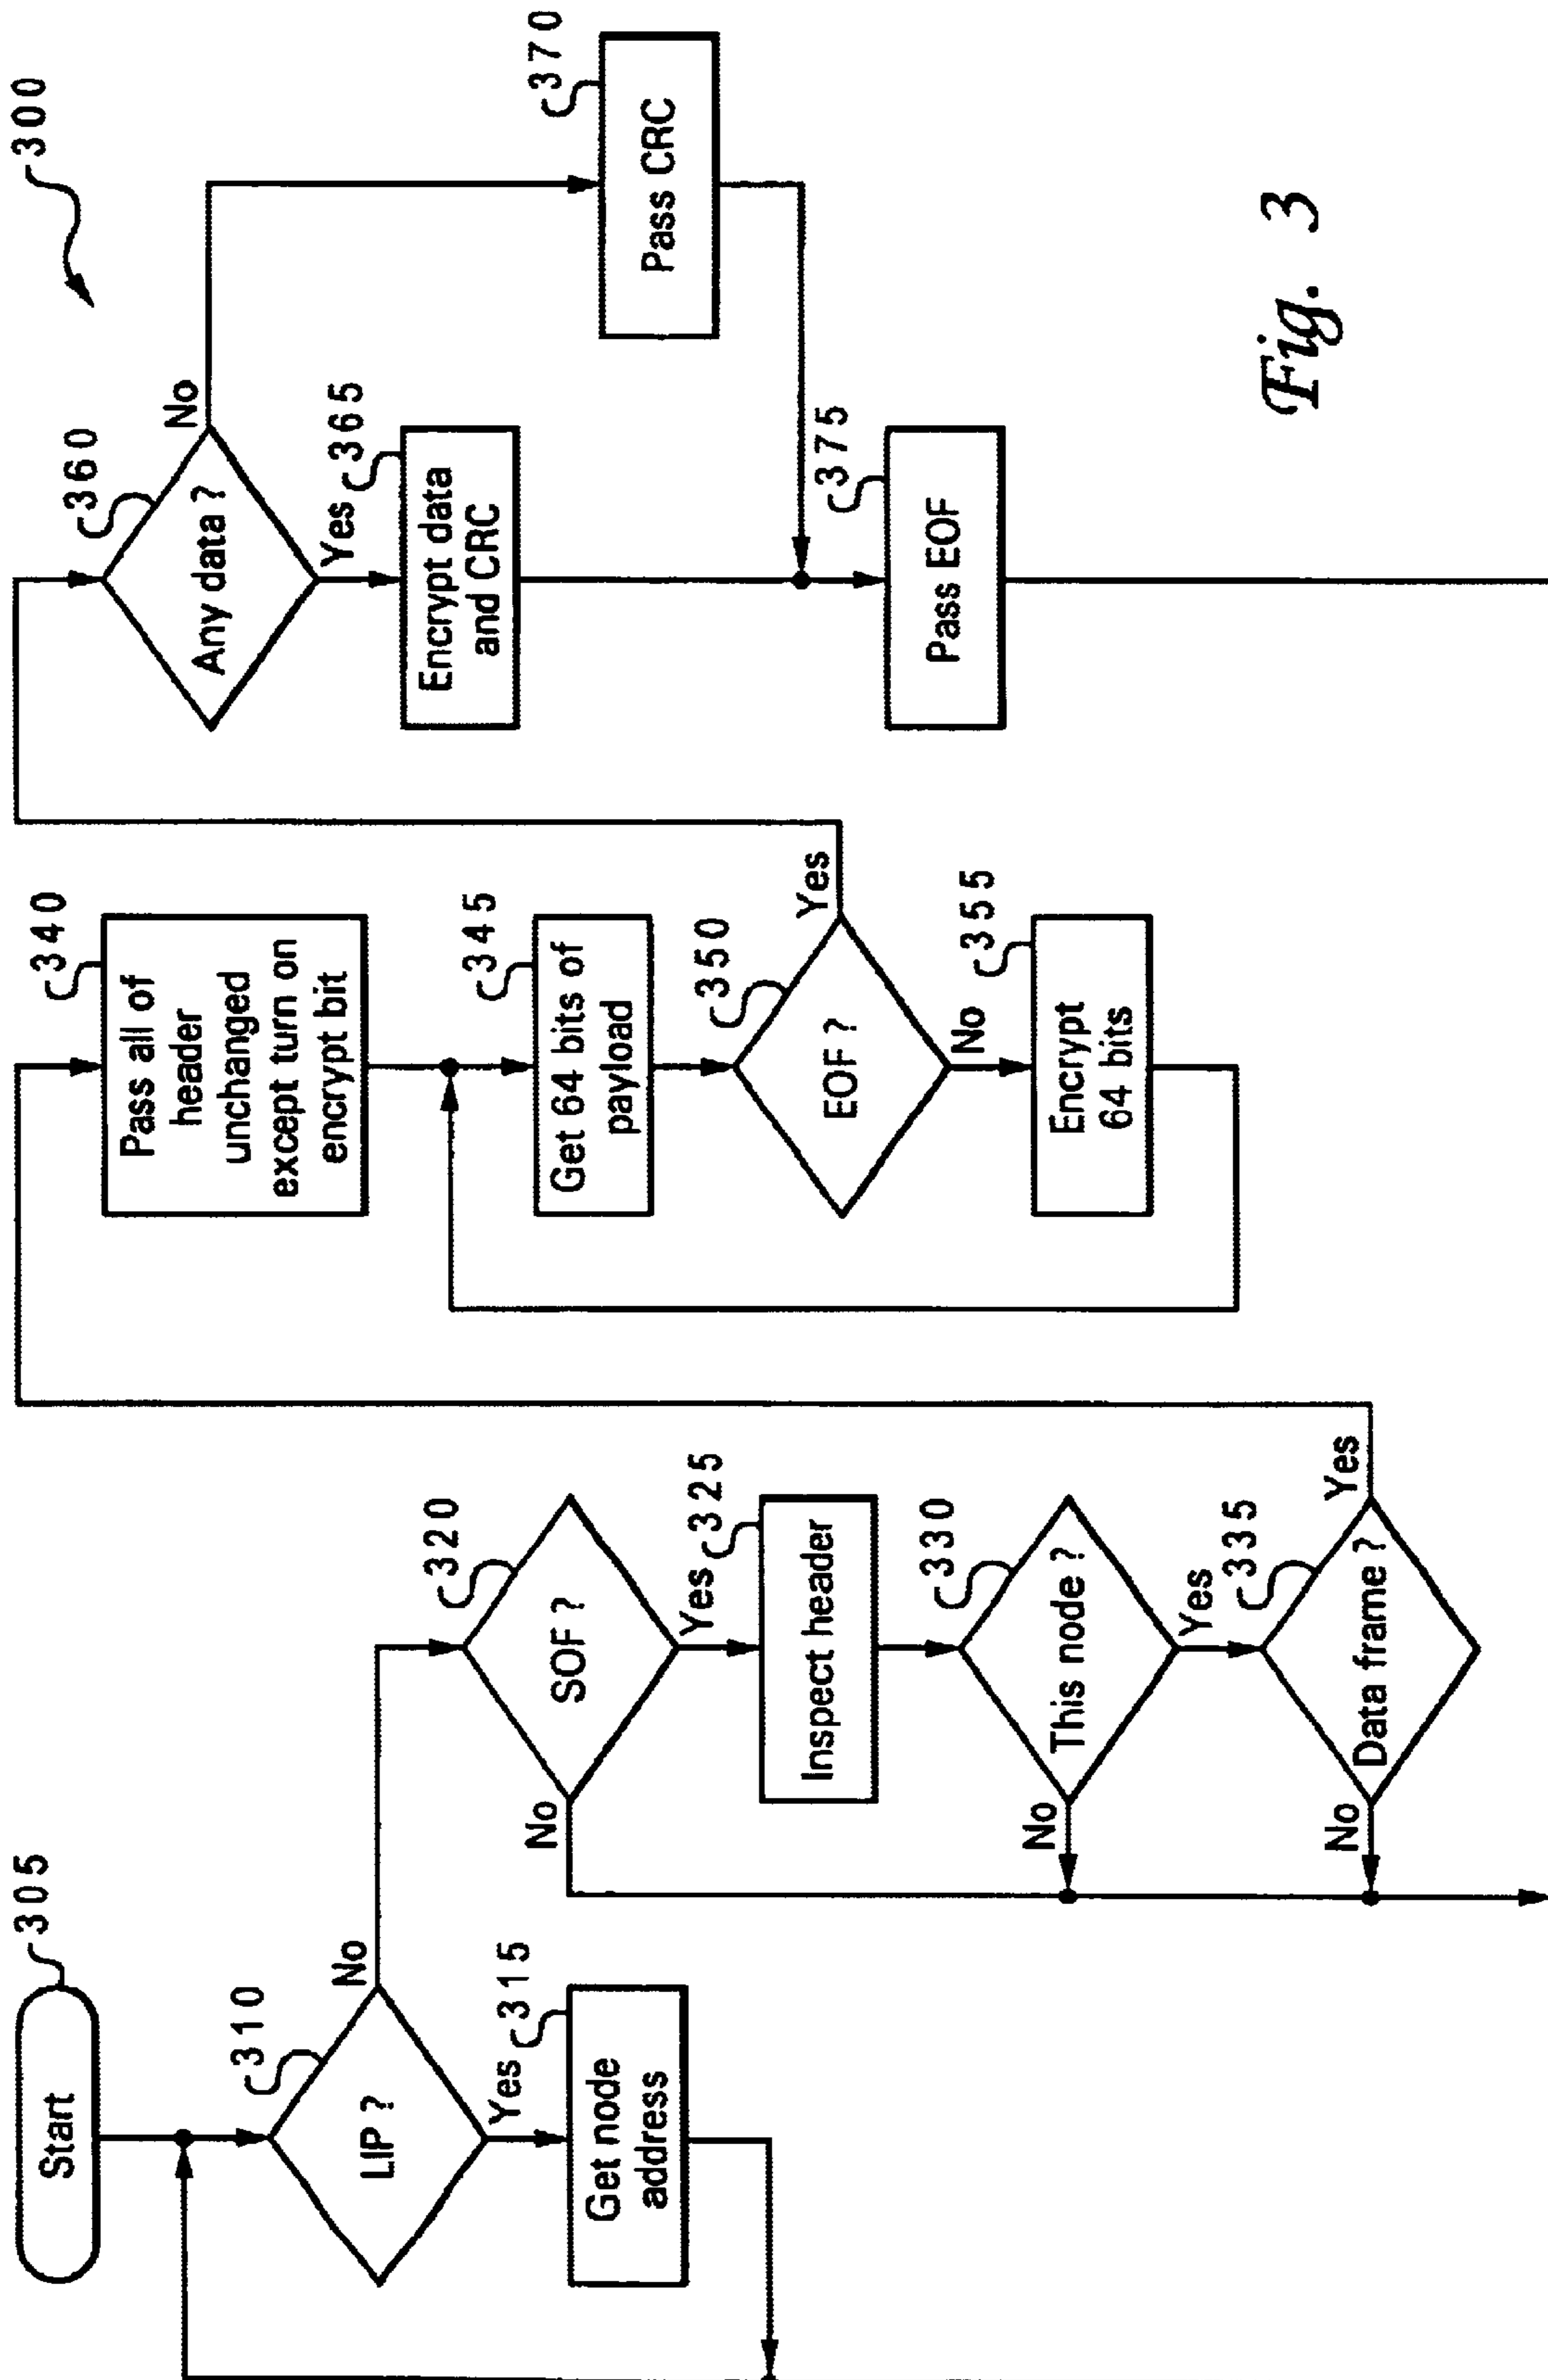 300
Start
305
LIP ?
310
No
Yes
315
Get node
address
SOF ?
320
No
Yes
325
Inspect header
This node ?
330
No
Yes
Data frame ?
335
No
Yes
Pass all of
header
unchanged
except turn on
encrypt bit
340
Get 64 bits of
payload
345
EOF ?
350
Yes
No
355
Encrypt
64 bits
Any data ?
360
No
Yes
365
Encrypt data
and CRC
370
Pass CRC
375
Pass EOF
Fig. 3